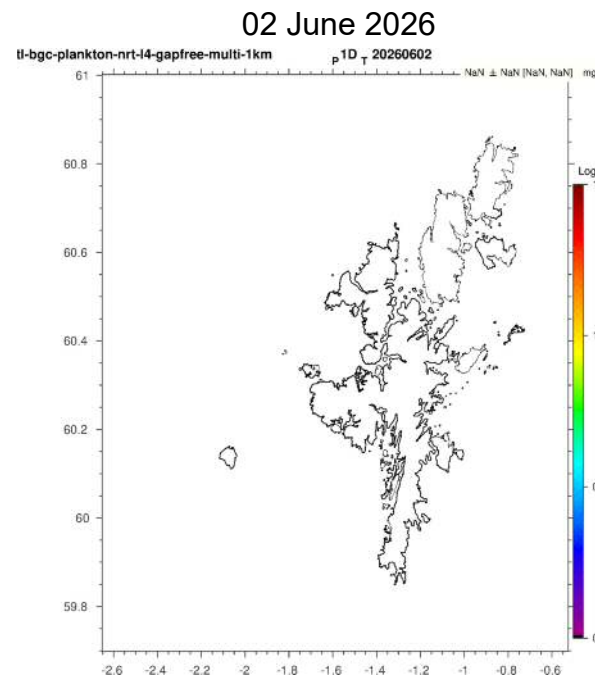 02 June 2026
tl-bgc-plankton-nrt-l4-gapfree-multi-1km P1D T 20260602
NaN ± NaN [NaN, NaN] mg
61
60.8
60.6
60.4
60.2
60
59.8
-2.6 -2.4 -2.2 -2 -1.8 -1.6 -1.4 -1.2 -1 -0.8 -0.6
Log